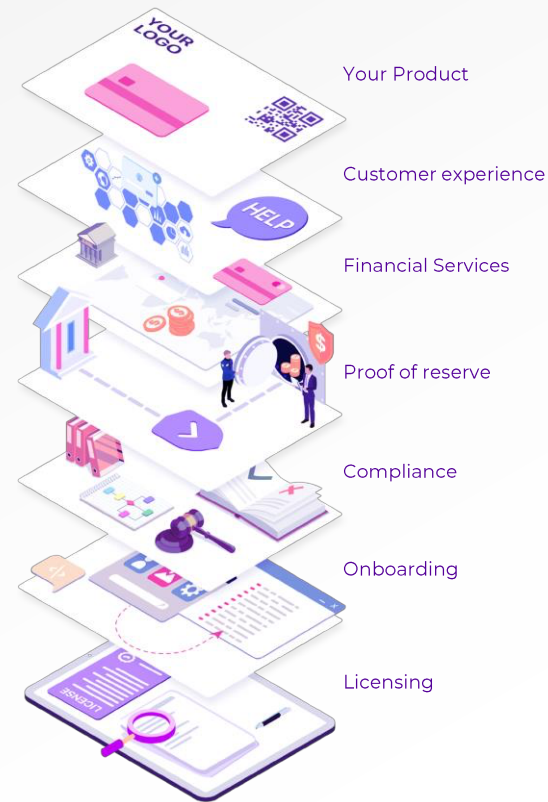 YOUR
LOGO
Your Product
Customer experience
HELP
Financial Services
$
$
$
Proof of reserve
Compliance
Onboarding
</>
Licensing
LICENSE